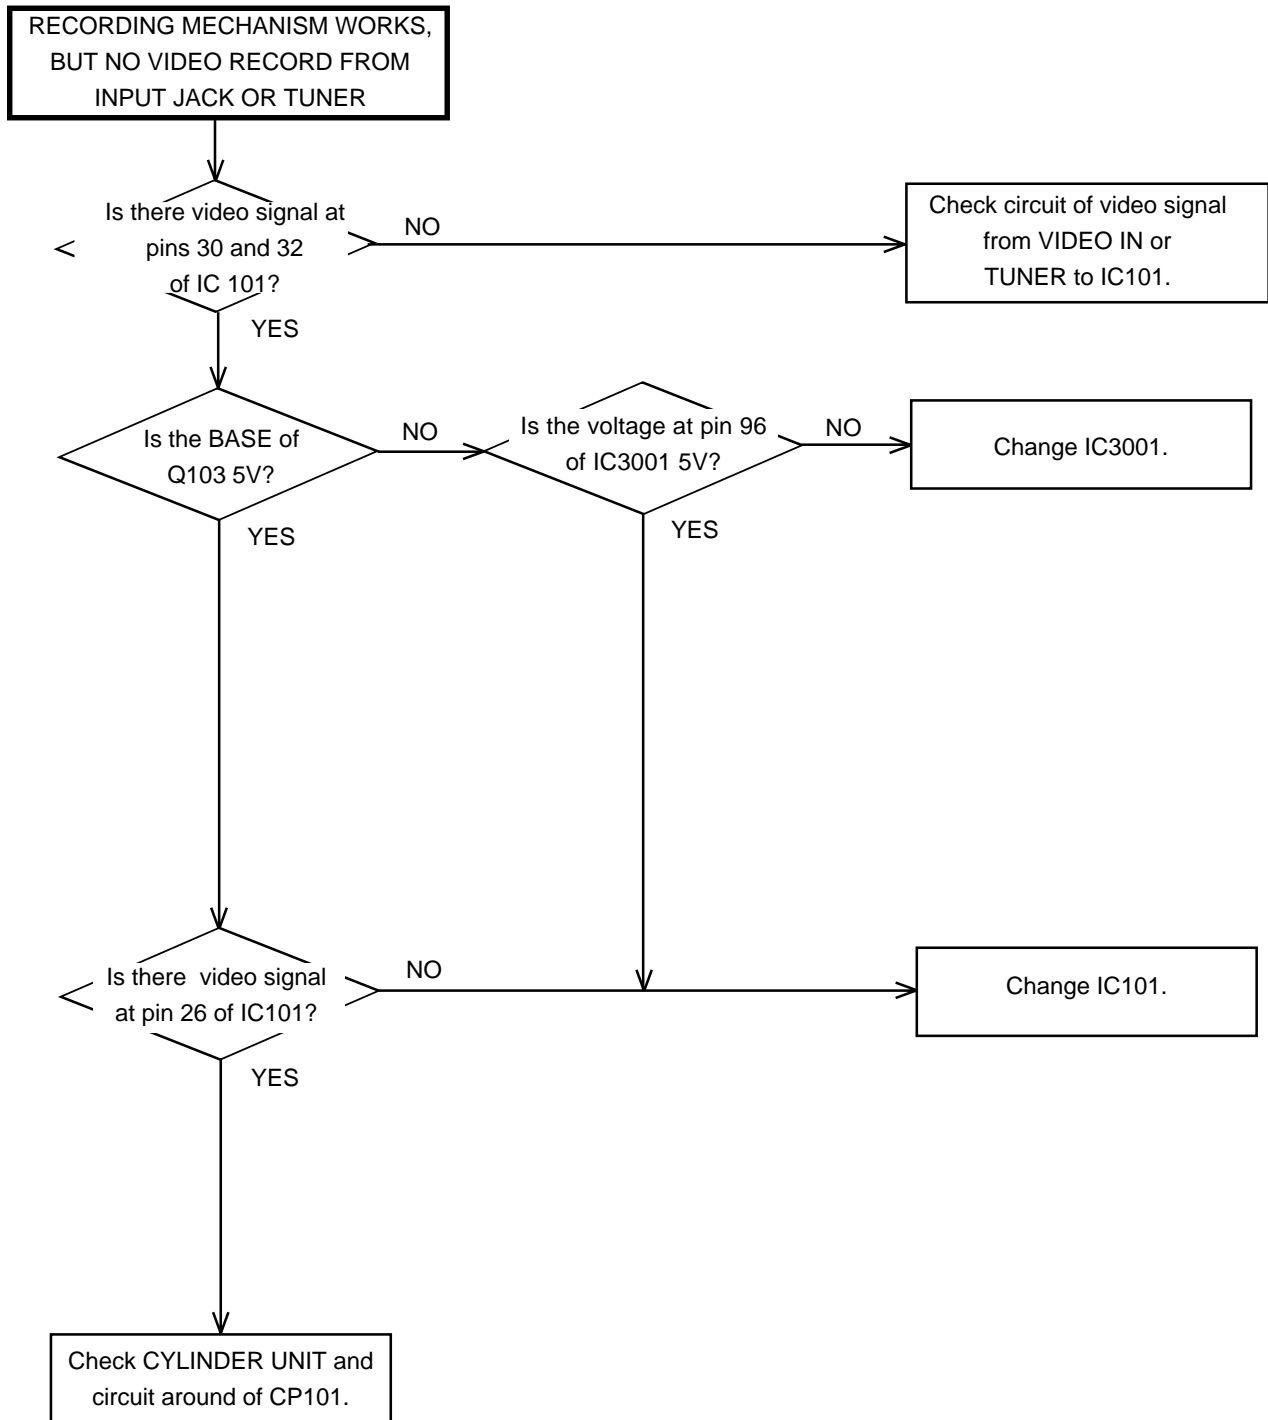 RECORDING MECHANISM WORKS,
BUT NO VIDEO RECORD FROM
INPUT JACK OR TUNER
Is there video signal at
pins 30 and 32
of IC 101?
NO
Check circuit of video signal
from VIDEO IN or
TUNER to IC101.
YES
Is the BASE of
Q103 5V?
NO
Is the voltage at pin 96
of IC3001 5V?
NO
Change IC3001.
YES
YES
Is there video signal
at pin 26 of IC101?
NO
Change IC101.
YES
Check CYLINDER UNIT and
circuit around of CP101.